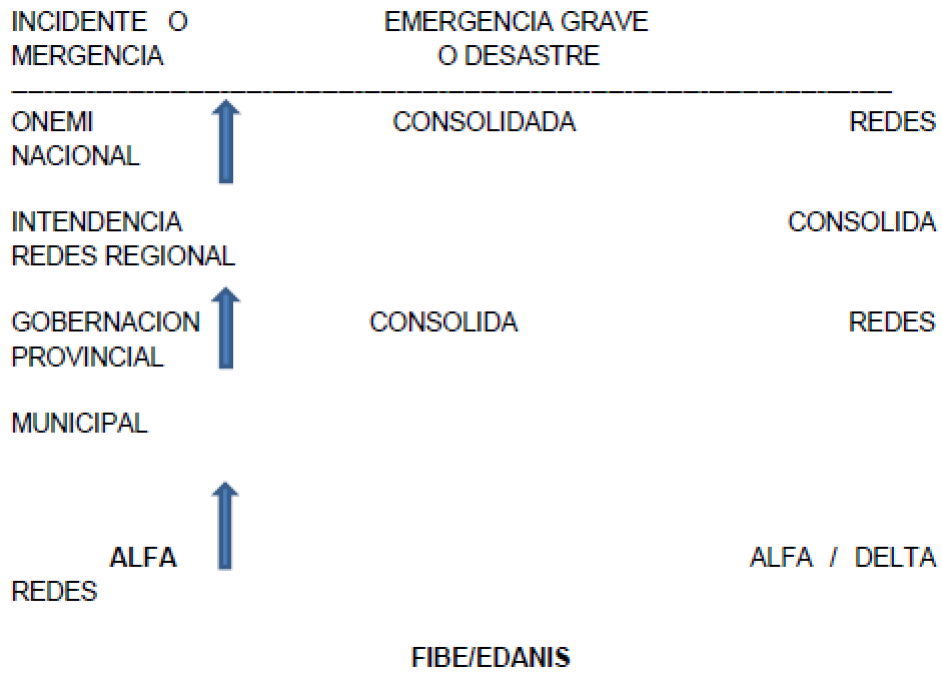 INCIDENTE O EMERGENCIA GRAVE
MERGENCIA O DESASTRE
ONEMI CONSOLIDADA REDES
NACIONAL
INTENDENCIA CONSOLIDA
REDES REGIONAL
GOBERNACION CONSOLIDA REDES
PROVINCIAL
MUNICIPAL
ALFA ALFA / DELTA
REDES
FIBE/EDANIS